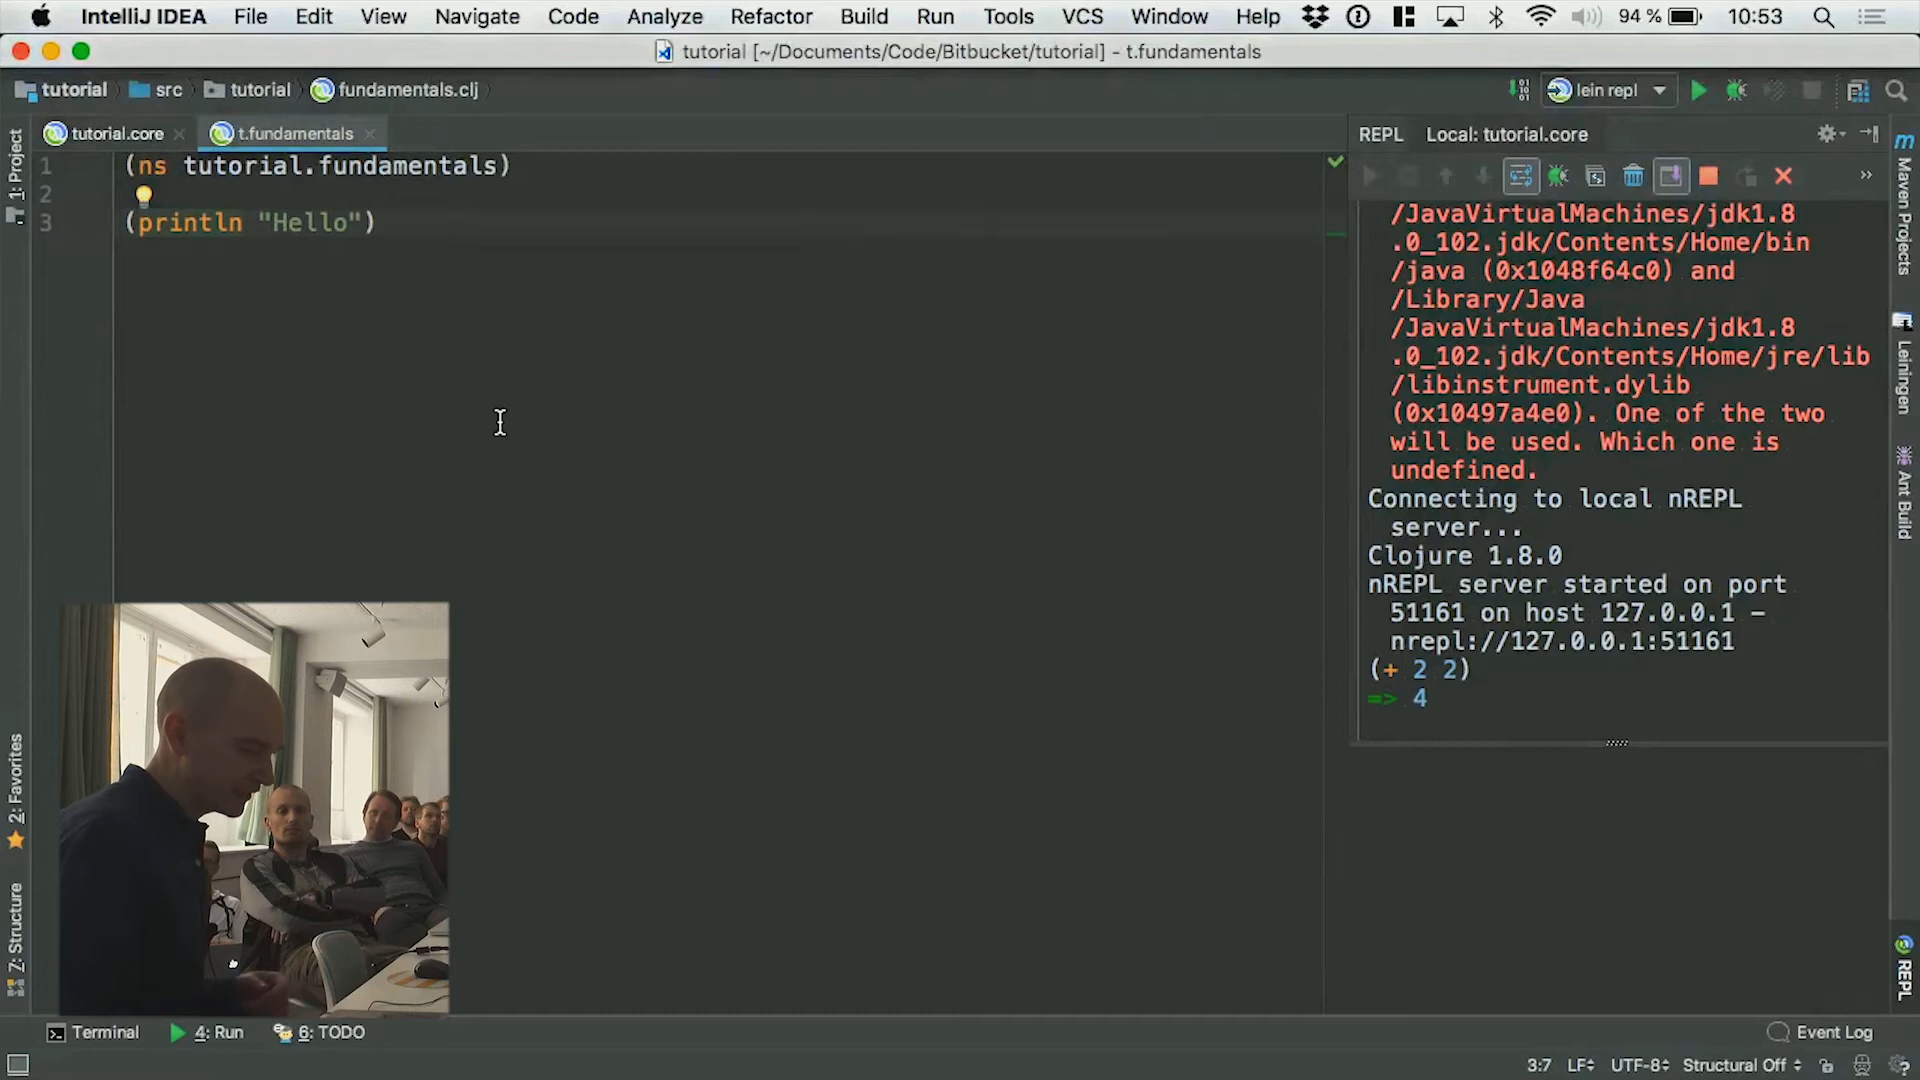 IntelliJ IDEA File Edit View Navigate Code Analyze Refactor Build Run Tools VCS Window Help 94 % 10:53
tutorial [~/Documents/Code/Bitbucket/tutorial] - t.fundamentals
tutorial src tutorial fundamentals.clj lein repl
tutorial.core t.fundamentals
REPL Local: tutorial.core
1 (ns tutorial.fundamentals)
2
3 (println "Hello")
/JavaVirtualMachines/jdk1.8
.0_102.jdk/Contents/Home/bin
/java (0x1048f64c0) and
/Library/Java
/JavaVirtualMachines/jdk1.8
.0_102.jdk/Contents/Home/jre/lib
/libinstrument.dylib
(0x10497a4e0). One of the two
will be used. Which one is
undefined.
Connecting to local nREPL
server...
Clojure 1.8.0
nREPL server started on port
51161 on host 127.0.0.1 –
nrepl://127.0.0.1:51161
(+ 2 2)
=> 4
1: Project
2: Favorites
7: Structure
Maven Projects
Leiningen
Ant Build
REPL
Terminal 4: Run 6: TODO Event Log
3:7 LF UTF-8 Structural Off